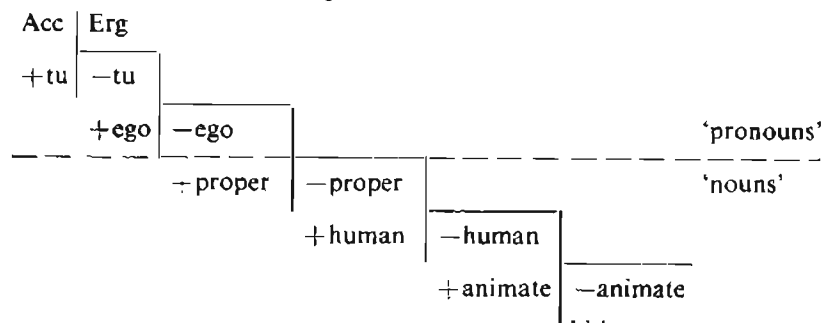 Acc Erg
+tu −tu
+ego −ego 'pronouns'
+proper −proper 'nouns'
+human −human
+animate −animate